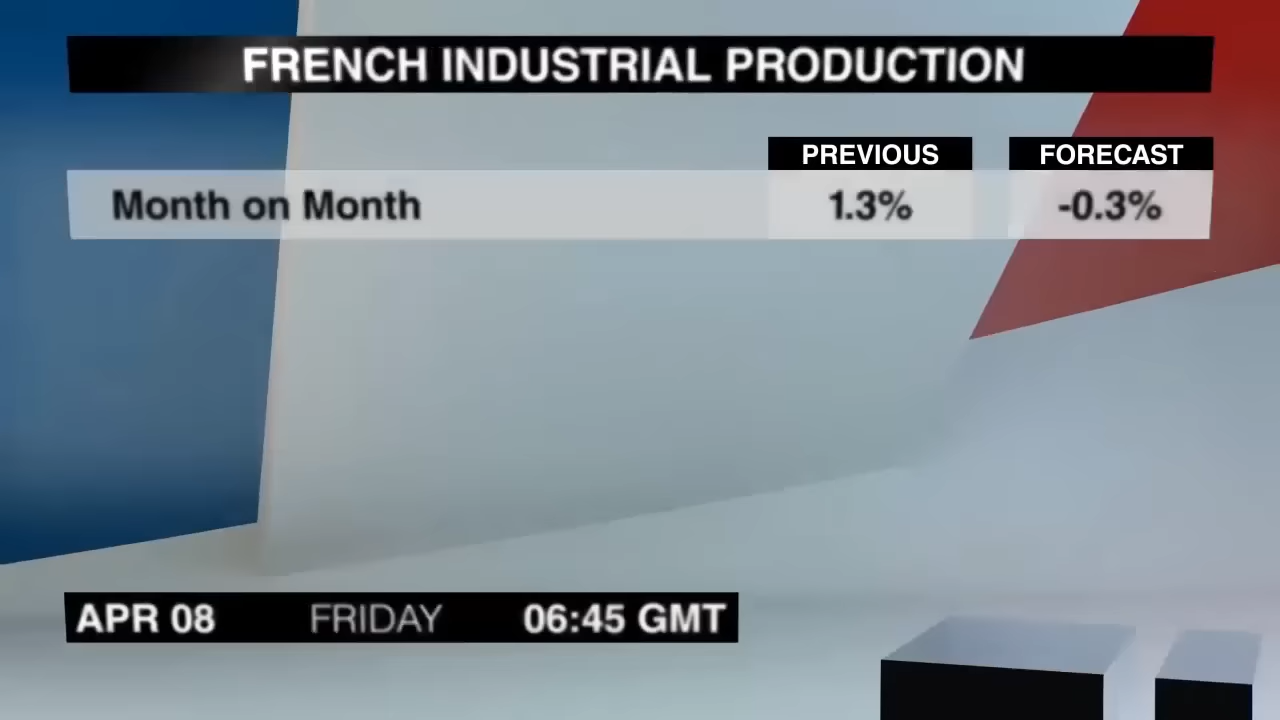 FRENCH INDUSTRIAL PRODUCTION
PREVIOUS FORECAST
Month on Month 1.3% -0.3%
APR 08 FRIDAY 06:45 GMT